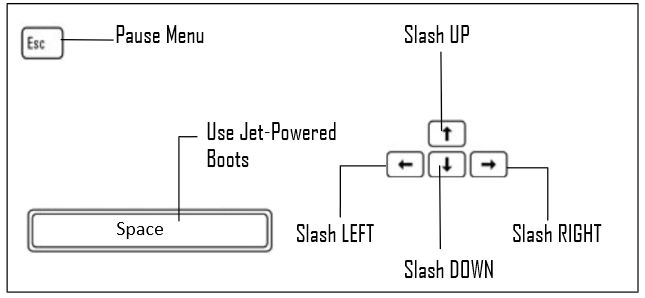 Esc
Pause Menu
Slash UP
Use Jet-Powered
Boots
Space
Slash LEFT
Slash RIGHT
Slash DOWN